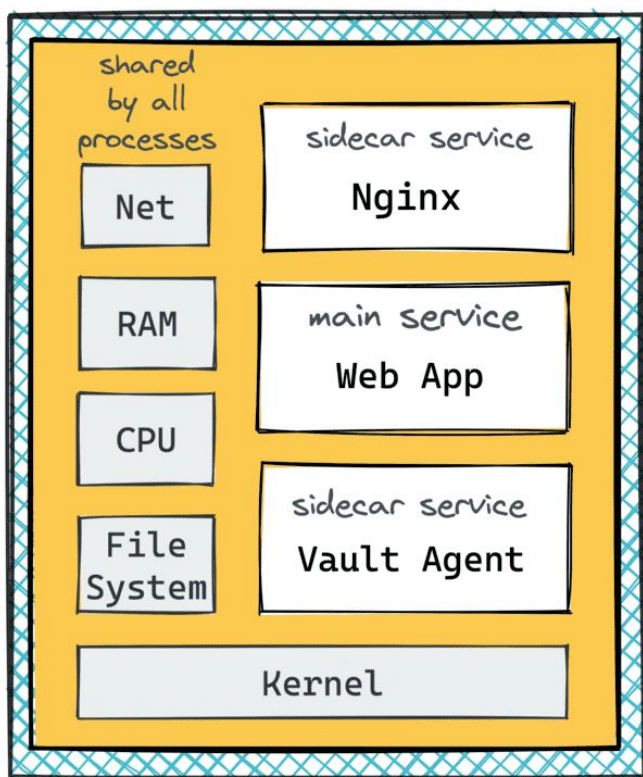 shared
by all
processes
Net
RAM
CPU
File
System
sidecar service
Nginx
main service
Web App
sidecar service
Vault Agent
Kernel